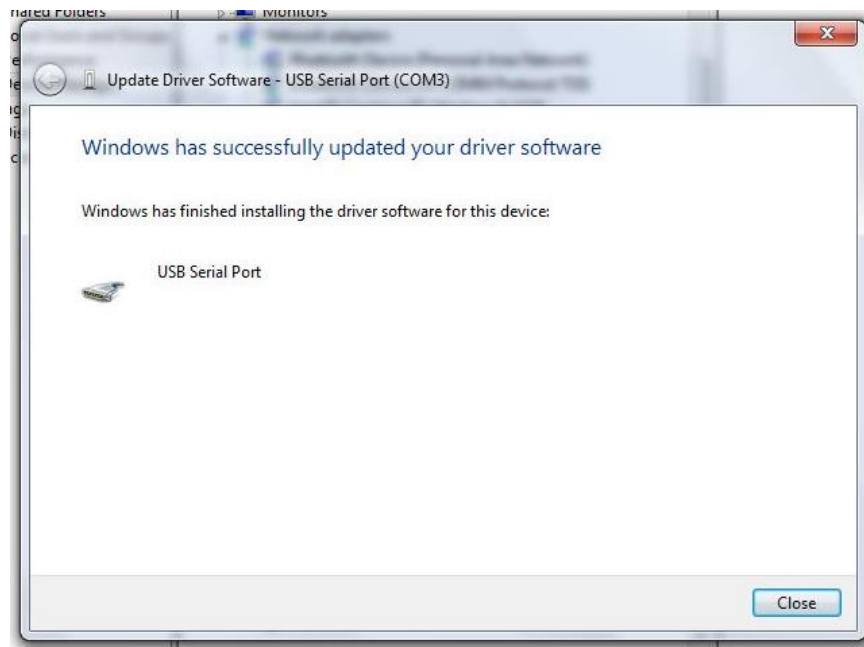 Monitors
Update Driver Software - USB Serial Port (COM3)
Windows has successfully updated your driver software
Windows has finished installing the driver software for this device:
USB Serial Port
Close